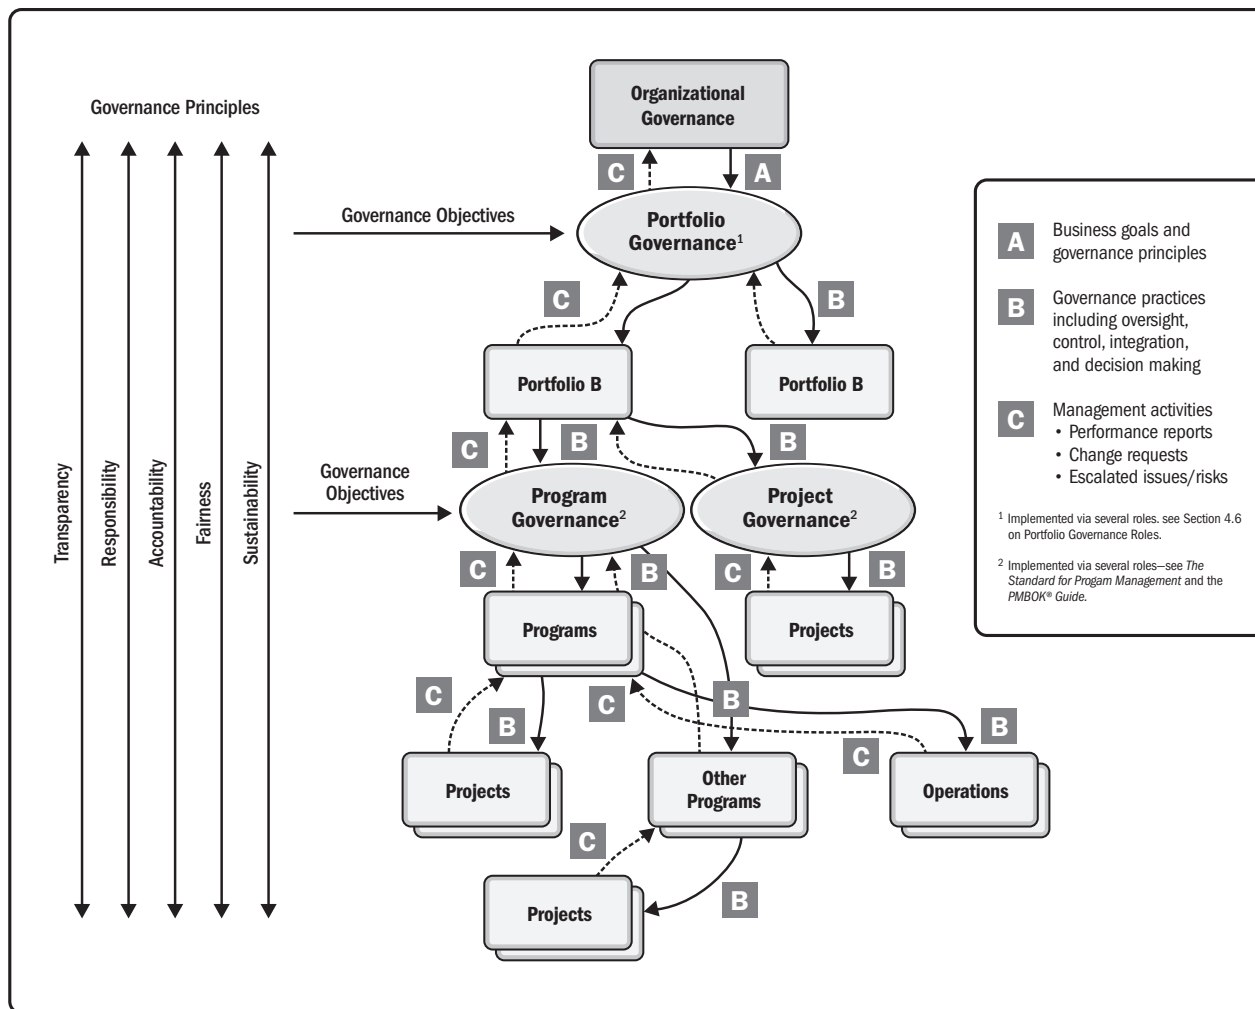 Governance Principles
Organizational
Governance
C
A
Governance Objectives
Portfolio
Governance1
C
B
Portfolio B
Portfolio B
C
B
B
Governance
Objectives
Program
Governance2
Project
Governance2
C
B
C
B
Programs
Projects
C
B
C
B
C
B
Projects
Other
Programs
Operations
C
B
Projects
Transparency
Responsibility
Accountability
Fairness
Sustainability
A
Business goals and
governance principles
B
Governance practices
including oversight,
control, integration,
and decision making
C
Management activities
• Performance reports
• Change requests
• Escalated issues/risks
1 Implemented via several roles. see Section 4.6
on Portfolio Governance Roles.
2 Implemented via several roles—see The
Standard for Progam Management and the
PMBOK® Guide.